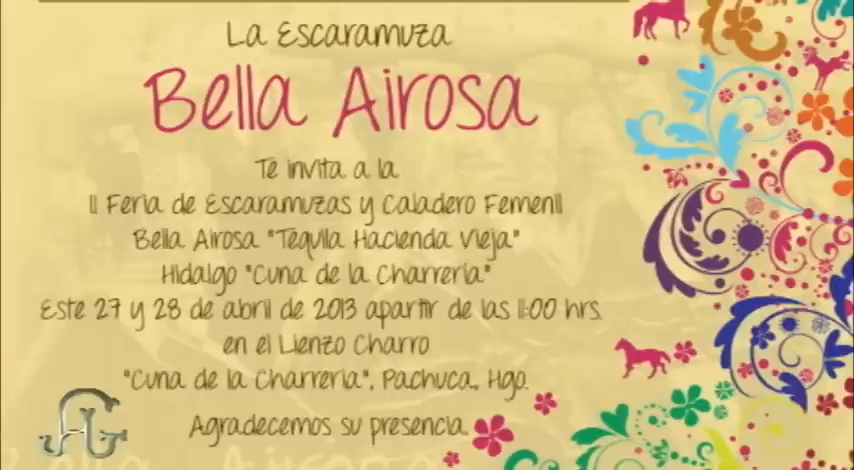 La Escaramuza
Bella Airosa
Te invita a la
II Feria de Escaramuzas y Caladero Femenil
Bella Airosa "Tequila Hacienda Vieja"
Hidalgo "Cuna de la Charrería"
Este 27 y 28 de abril de 2013 apartir de las 11:00 hrs.
en el Lienzo Charro
"Cuna de la Charrería", Pachuca, Hgo.
Agradecemos su presencia.